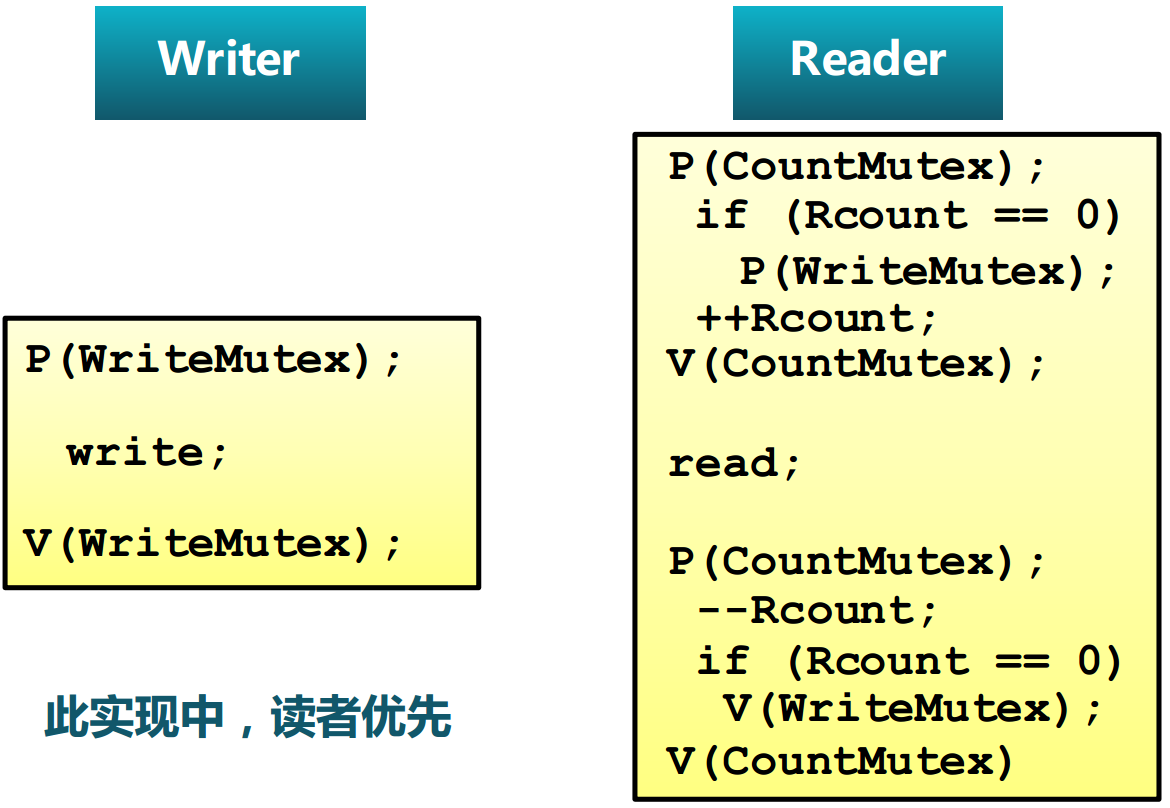 Writer
P(WriteMutex);
write;
V(WriteMutex);
此实现中，读者优先
Reader
P(CountMutex);
if (Rcount == 0)
P(WriteMutex);
++Rcount;
V(CountMutex);
read;
P(CountMutex);
--Rcount;
if (Rcount == 0)
V(WriteMutex);
V(CountMutex)